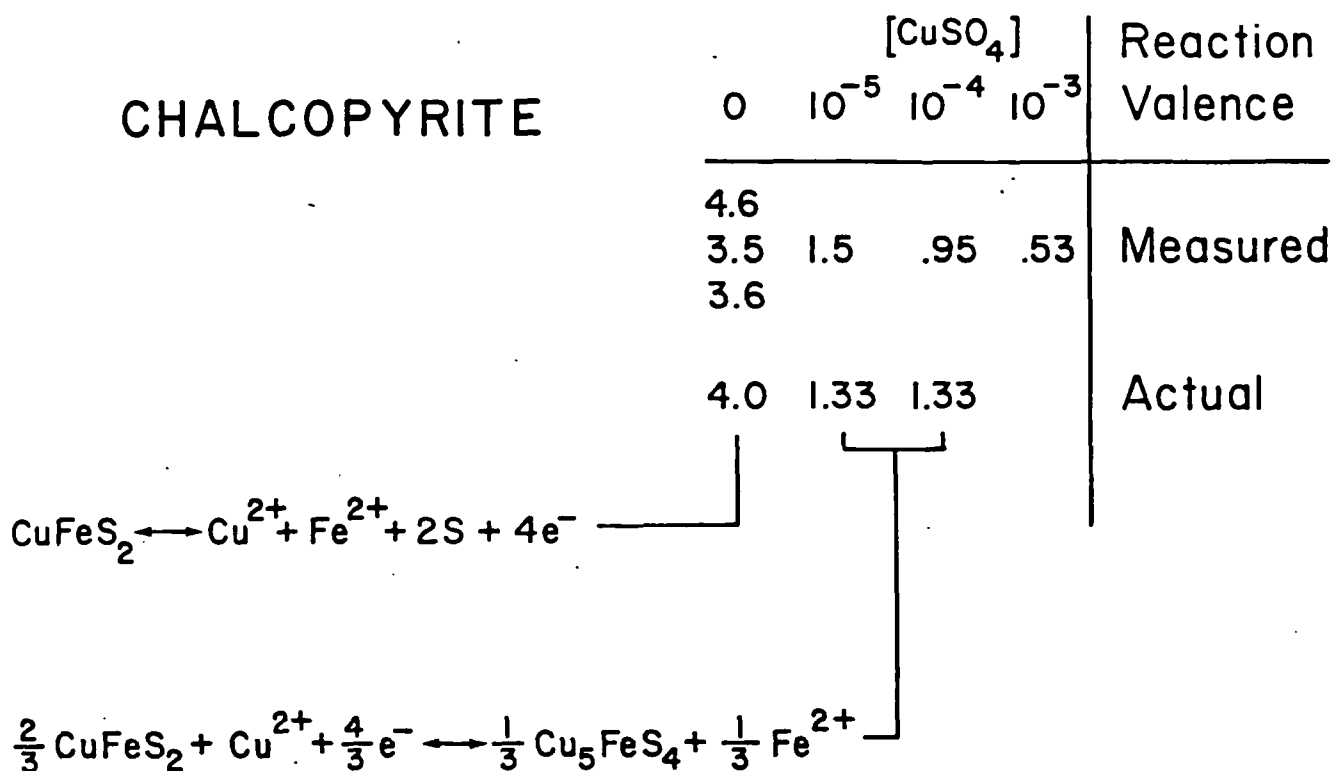 [CuSO₄] Reaction
CHALCOPYRITE 0 10⁻⁵ 10⁻⁴ 10⁻³ Valence
4.6
3.5 1.5 .95 .53 Measured
3.6
4.0 1.33 1.33 Actual
CuFeS₂ ⟷ Cu²⁺ + Fe²⁺ + 2S + 4e⁻
2/3 CuFeS₂ + Cu²⁺ + 4/3 e⁻ ⟷ 1/3 Cu₅FeS₄ + 1/3 Fe²⁺